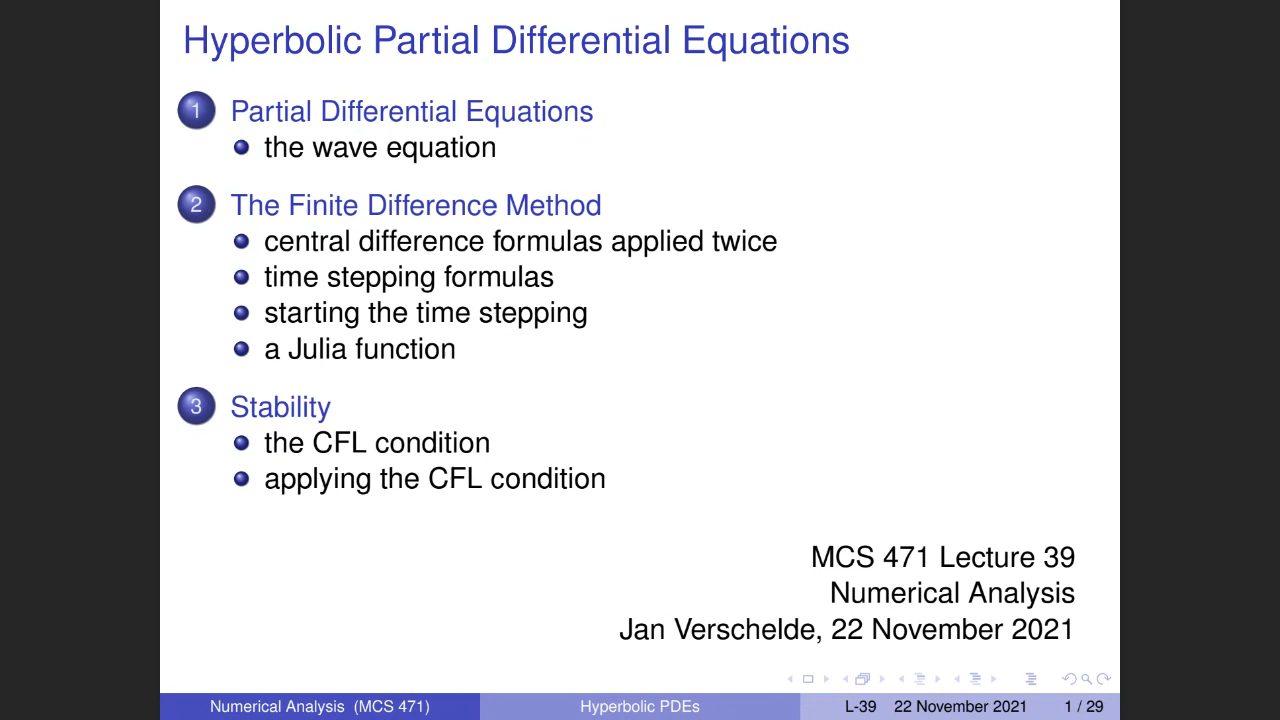 Hyperbolic Partial Differential Equations
1 Partial Differential Equations
the wave equation
2 The Finite Difference Method
central difference formulas applied twice
time stepping formulas
starting the time stepping
a Julia function
3 Stability
the CFL condition
applying the CFL condition
MCS 471 Lecture 39
Numerical Analysis
Jan Verschelde, 22 November 2021
Numerical Analysis (MCS 471) Hyperbolic PDEs L-39 22 November 2021 1 / 29